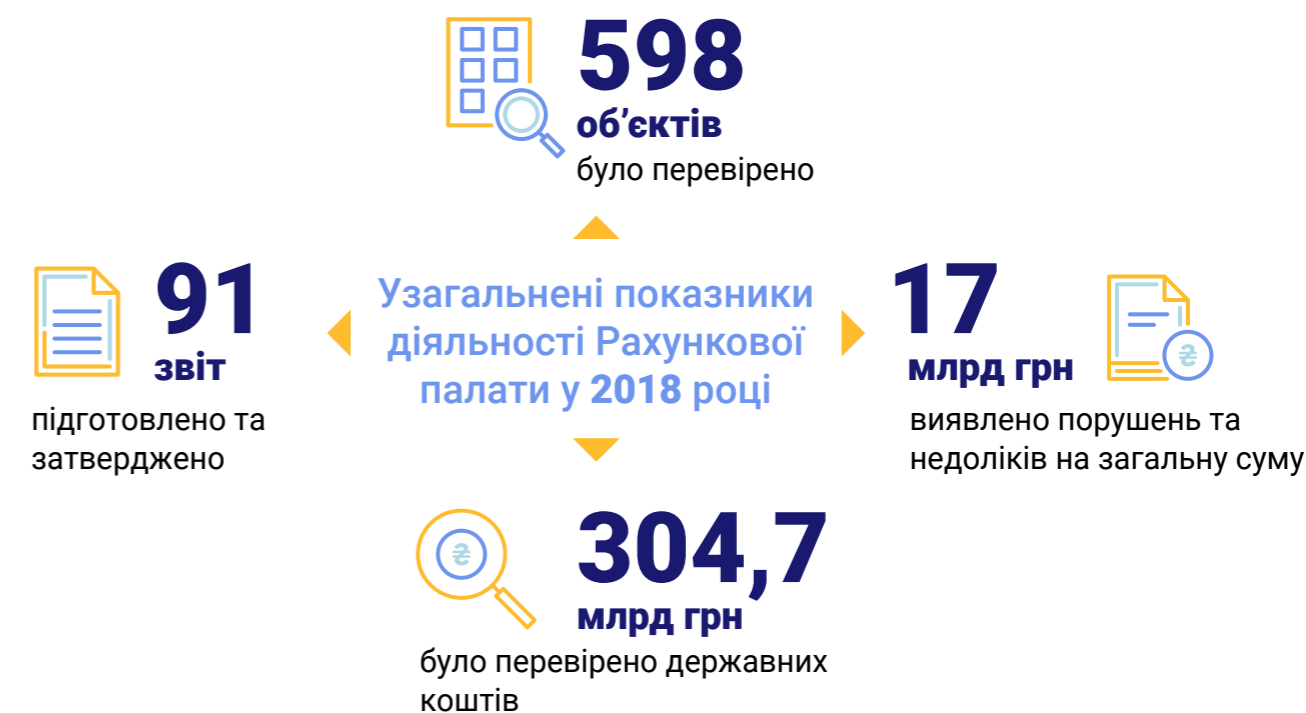 598
об’єктів
було перевірено
91
звіт
підготовлено та
затверджено
Узагальнені показники
діяльності Рахункової
палати у 2018 році
17
млрд грн
₴
виявлено порушень та
недоліків на загальну суму
₴
304,7
млрд грн
було перевірено державних
коштів